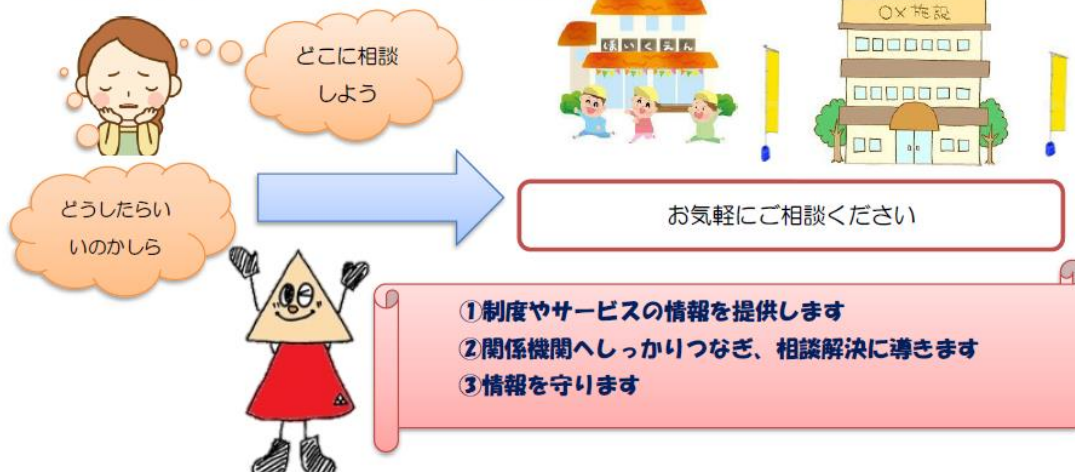 どこに相談
しよう
ほいくえん
○×施設
どうしたらい
いのかしら
お気軽にご相談ください
①制度やサービスの情報を提供します
②関係機関へしっかりつなぎ、相談解決に導きます
③情報を守ります